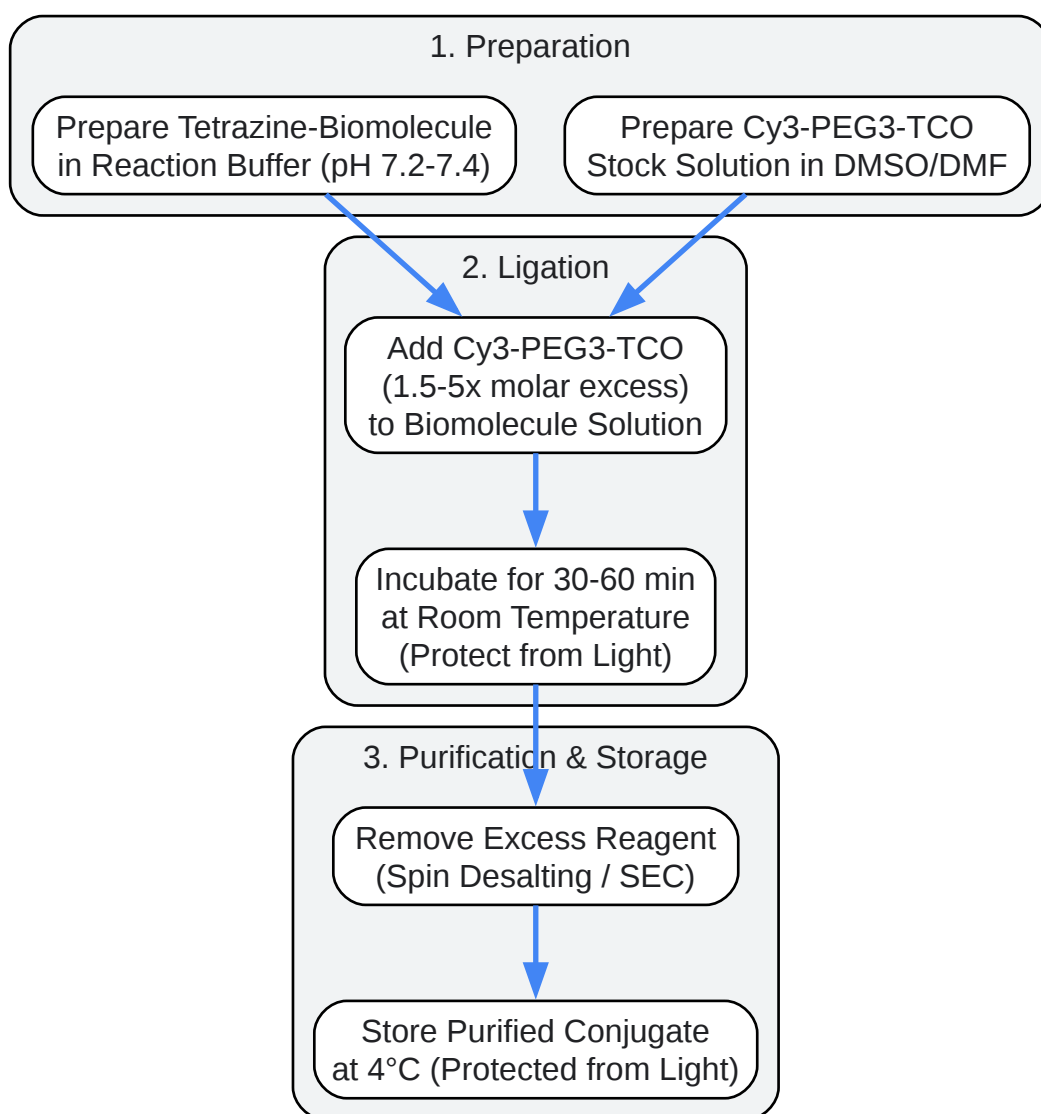 1. Preparation
Prepare Tetrazine-Biomolecule
in Reaction Buffer (pH 7.2-7.4)
Prepare Cy3-PEG3-TCO
Stock Solution in DMSO/DMF
2. Ligation
Add Cy3-PEG3-TCO
(1.5-5x molar excess)
to Biomolecule Solution
Incubate for 30-60 min
at Room Temperature
(Protect from Light)
3. Purification & Storage
Remove Excess Reagent
(Spin Desalting / SEC)
Store Purified Conjugate
at 4°C (Protected from Light)